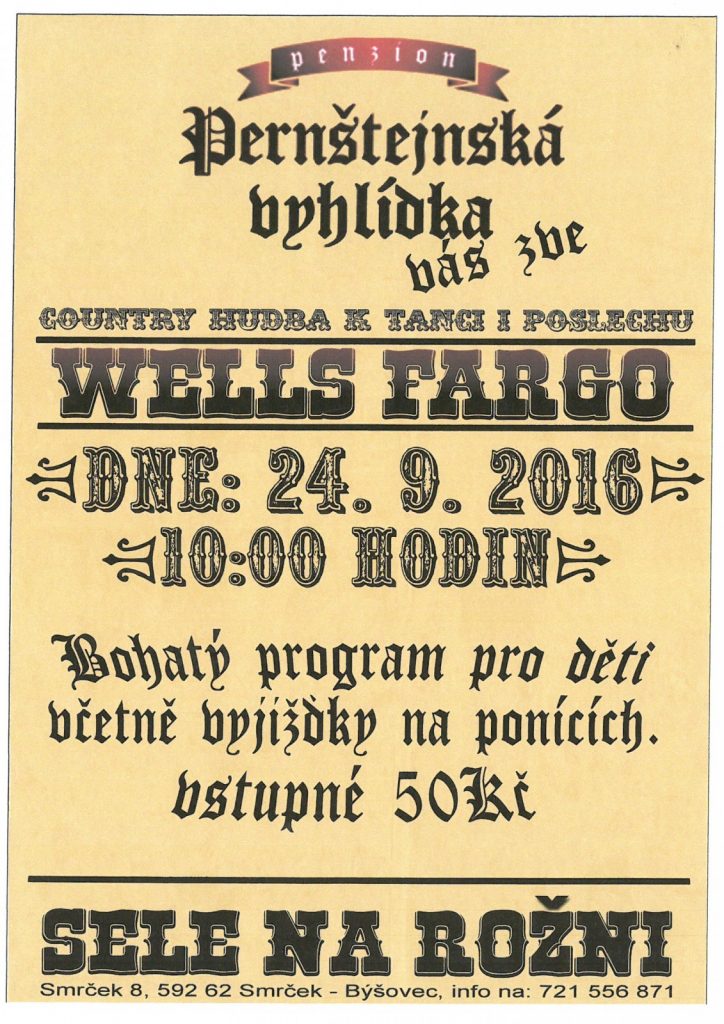 penzion
Pernštejnská
vyhlídka
vás zve
COUNTRY HUDBA K TANCI I POSLECHU
WELLS FARGO
DNE: 24. 9. 2016
10:00 HODIN
Bohatý program pro děti
včetně vyjižďky na ponících.
vstupné 50Kč
SELE NA ROŽNI
Smrček 8, 592 62 Smrček - Býšovec, info na: 721 556 871